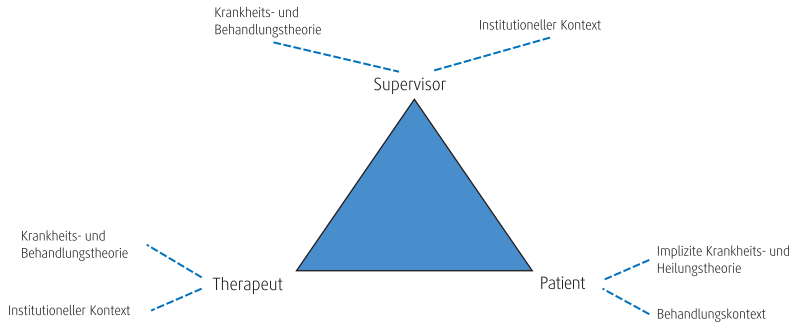 Krankheits- und
Behandlungstheorie
Institutioneller Kontext
Supervisor
Krankheits- und
Behandlungstheorie
Institutioneller Kontext
Therapeut
Patient
Implizite Krankheits- und
Heilungstheorie
Behandlungskontext